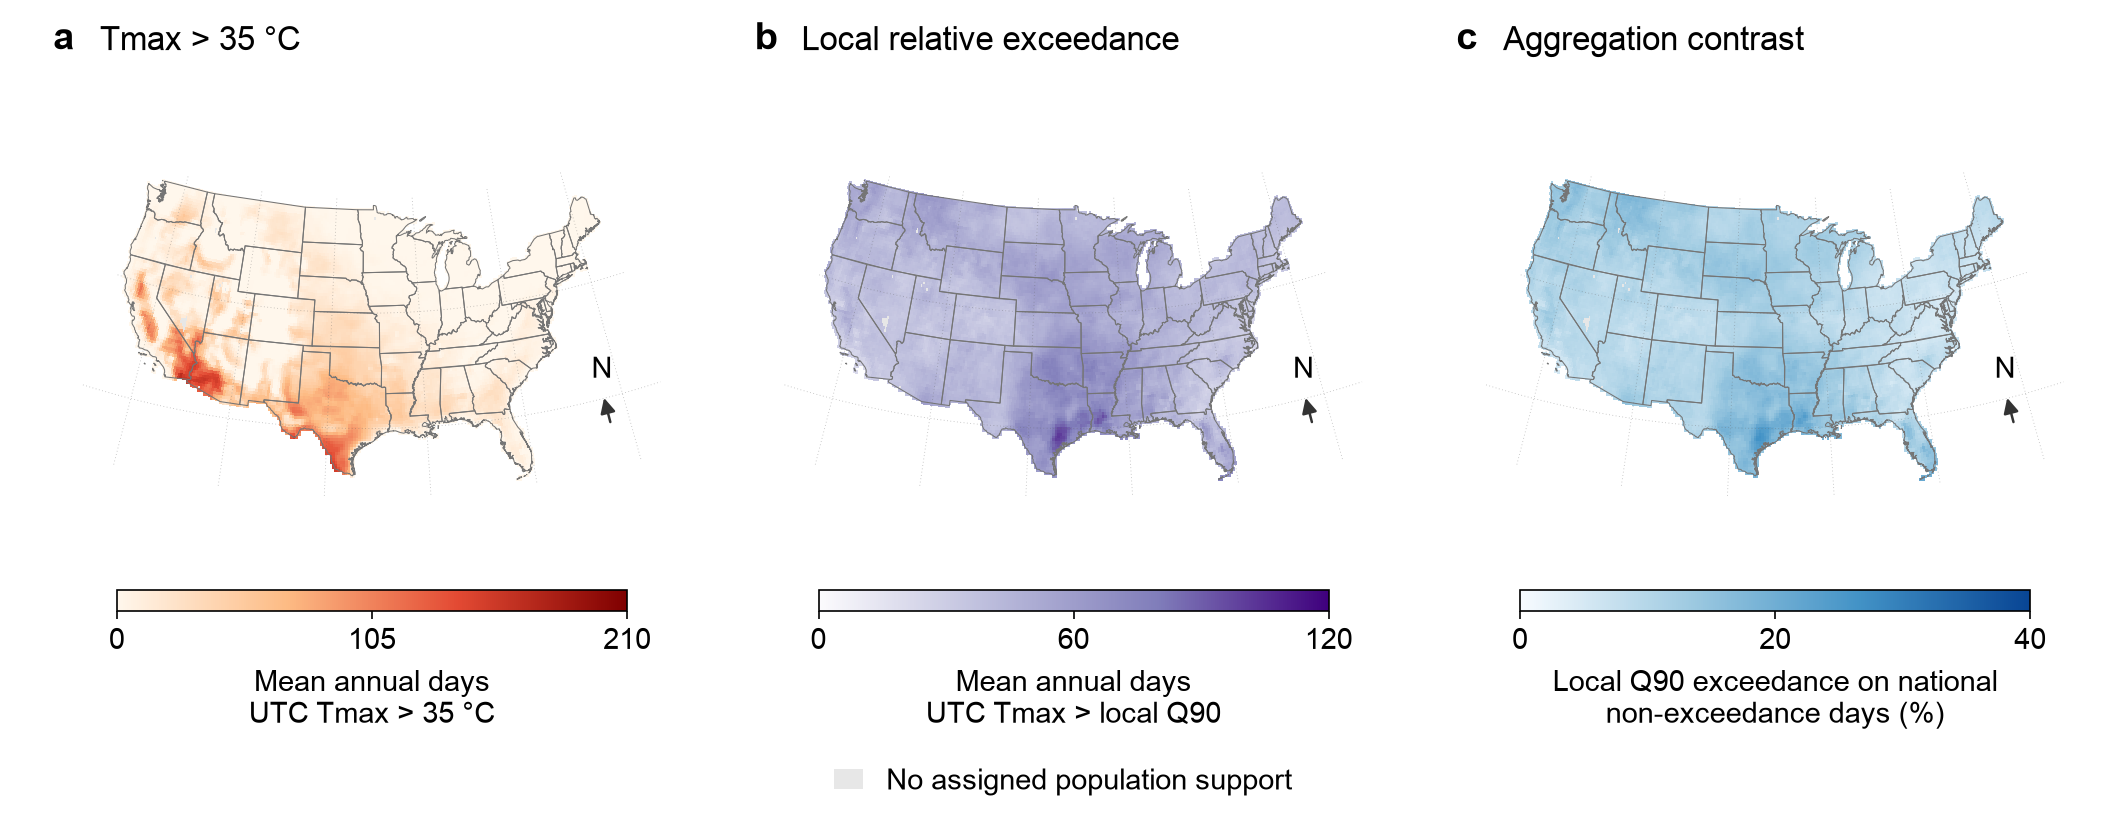 a Tmax > 35 °C
b Local relative exceedance
c Aggregation contrast
N
N
N
0 105 210
Mean annual days
UTC Tmax > 35 °C
0 60 120
Mean annual days
UTC Tmax > local Q90
0 20 40
Local Q90 exceedance on national
non-exceedance days (%)
No assigned population support